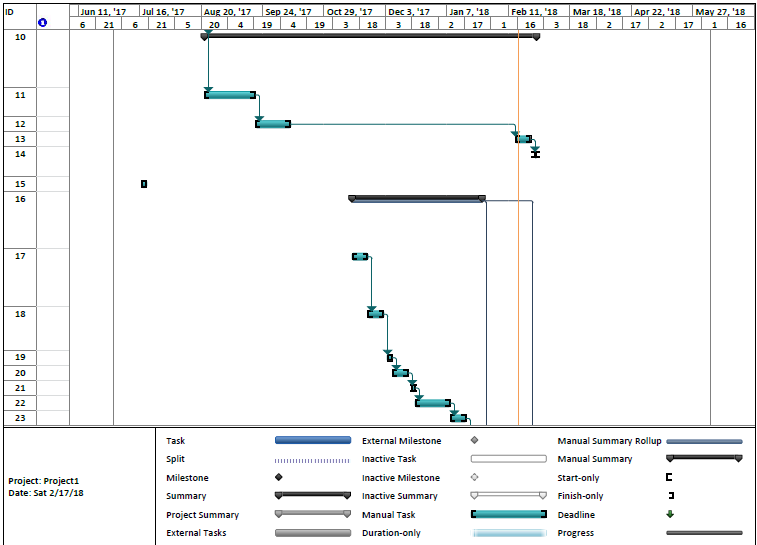 ID Jun 11, '17 Jul 16, '17 Aug 20, '17 Sep 24, '17 Oct 29, '17 Dec 3, '17 Jan 7, '18 Feb 11, '18 Mar 18, '18 Apr 22, '18 May 27, '18
6 21 6 21 5 20 4 19 4 19 3 18 3 18 2 17 1 16 3 18 2 17 2 17 1 16
10
11
12
13
14
15
16
17
18
19
20
21
22
23
Project: Project1
Date: Sat 2/17/18
Task External Milestone Manual Summary Rollup
Split Inactive Task Manual Summary
Milestone Inactive Milestone Start-only
Summary Inactive Summary Finish-only
Project Summary Manual Task Deadline
External Tasks Duration-only Progress